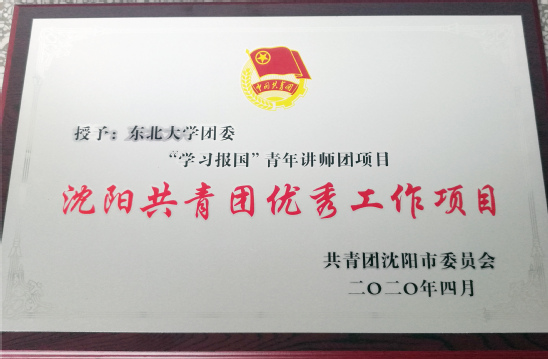 中国共青团
授予：东北大学团委
“学习报国”青年讲师团项目
沈阳共青团优秀工作项目
共青团沈阳市委员会
二〇二〇年四月